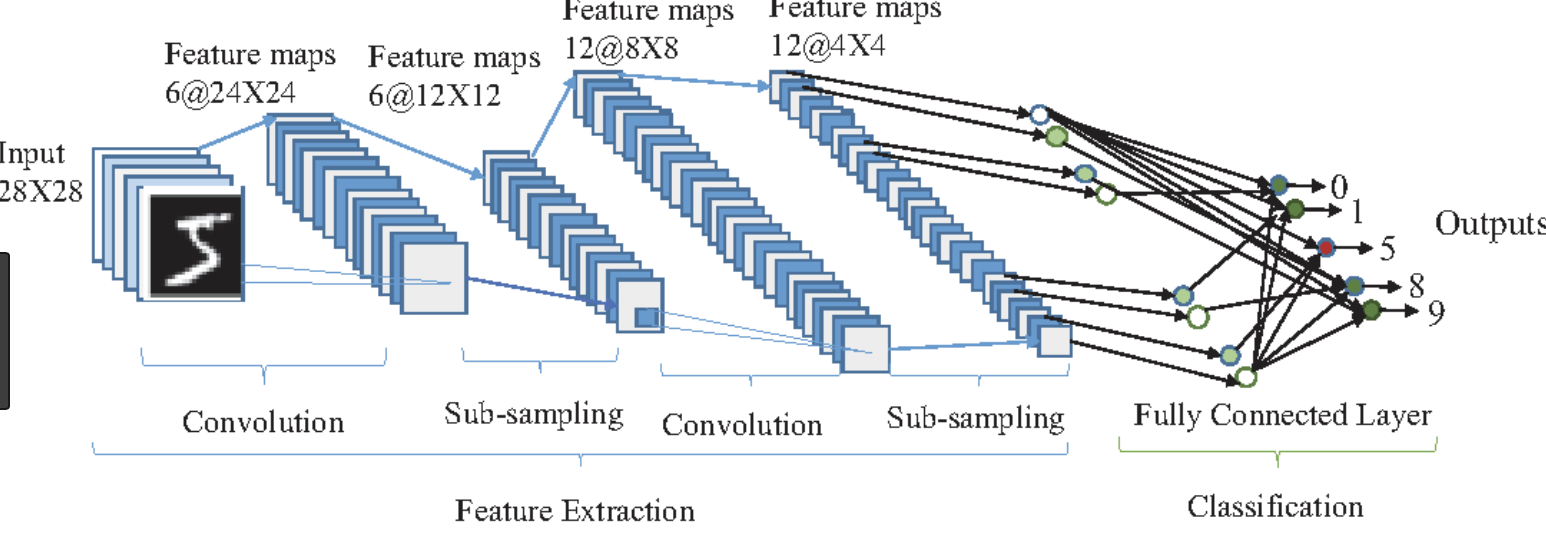 Feature maps
12@8X8
Feature maps
12@4X4
Feature maps
6@24X24
Feature maps
6@12X12
Input
28X28
0
1
5
8
9
Outputs
Convolution
Sub-sampling
Convolution
Sub-sampling
Fully Connected Layer
Feature Extraction
Classification